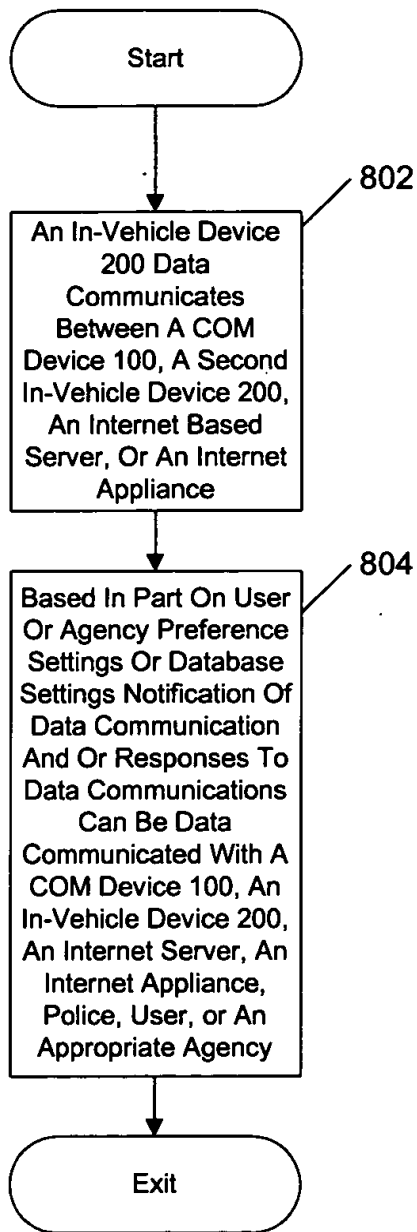 Start
802
An In-Vehicle Device
200 Data
Communicates
Between A COM
Device 100, A Second
In-Vehicle Device 200,
An Internet Based
Server, Or An Internet
Appliance
804
Based In Part On User
Or Agency Preference
Settings Or Database
Settings Notification Of
Data Communication
And Or Responses To
Data Communications
Can Be Data
Communicated With A
COM Device 100, An
In-Vehicle Device 200,
An Internet Server, An
Internet Appliance,
Police, User, or An
Appropriate Agency
Exit